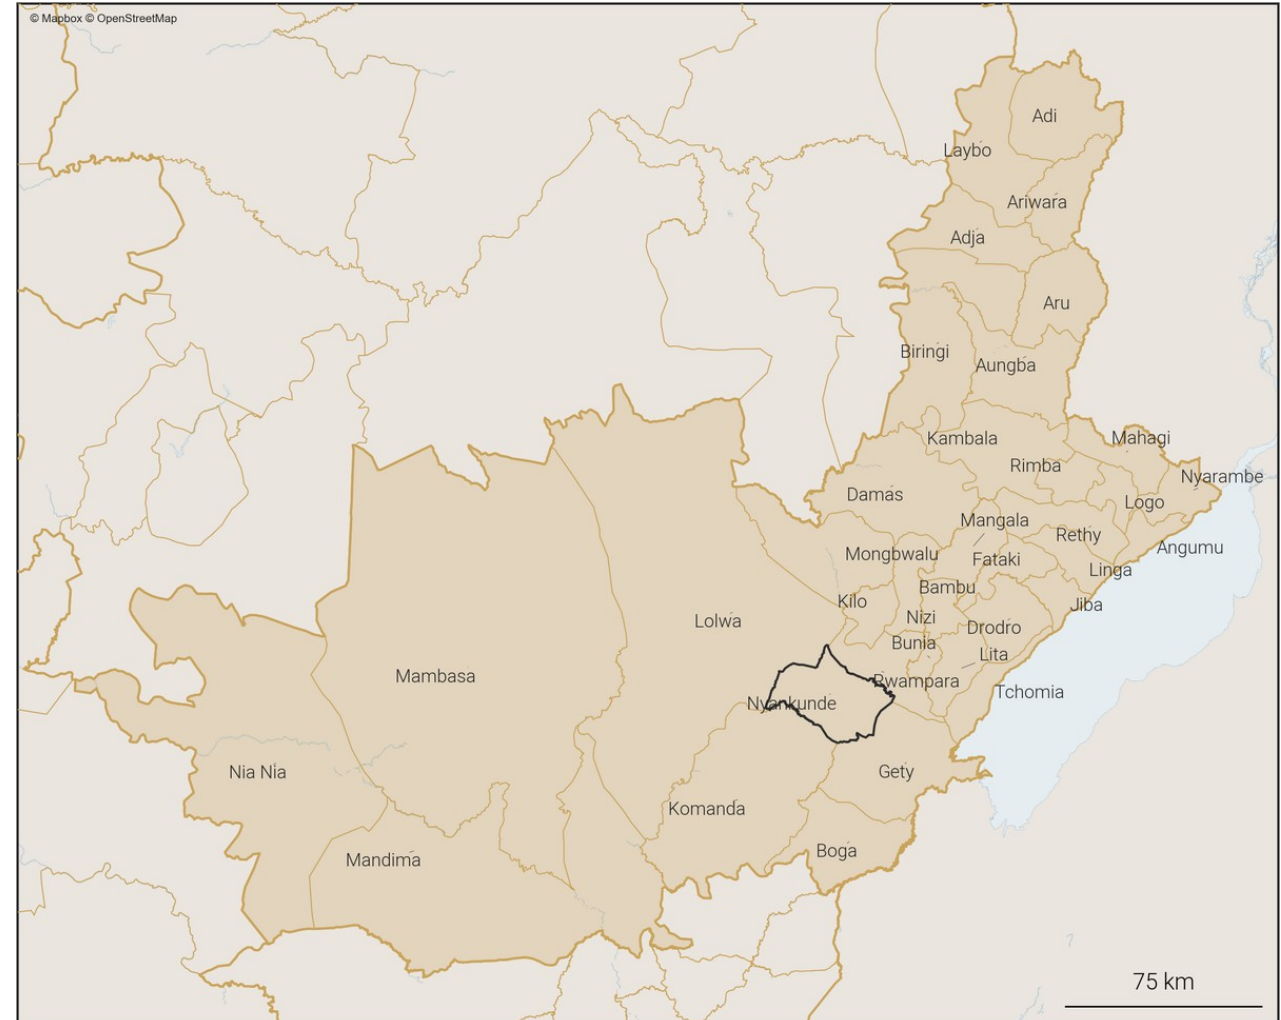 © Mapbox © OpenStreetMap
Adi
Laybo
Ariwara
Adja
Aru
Biringi
Aungba
Kambala
Mahagi
Rimba
Nyarambe
Damas
Logo
Mangala
Rethy
Angumu
Mongbwalu
Fataki
Linga
Bambu
Kilo
Jiba
Nizi
Lolwa
Drodro
Bunia
Lita
Mambasa
Rwampara
Tchomia
Nyankunde
Nia Nia
Gety
Komanda
Boga
Mandima
75 km